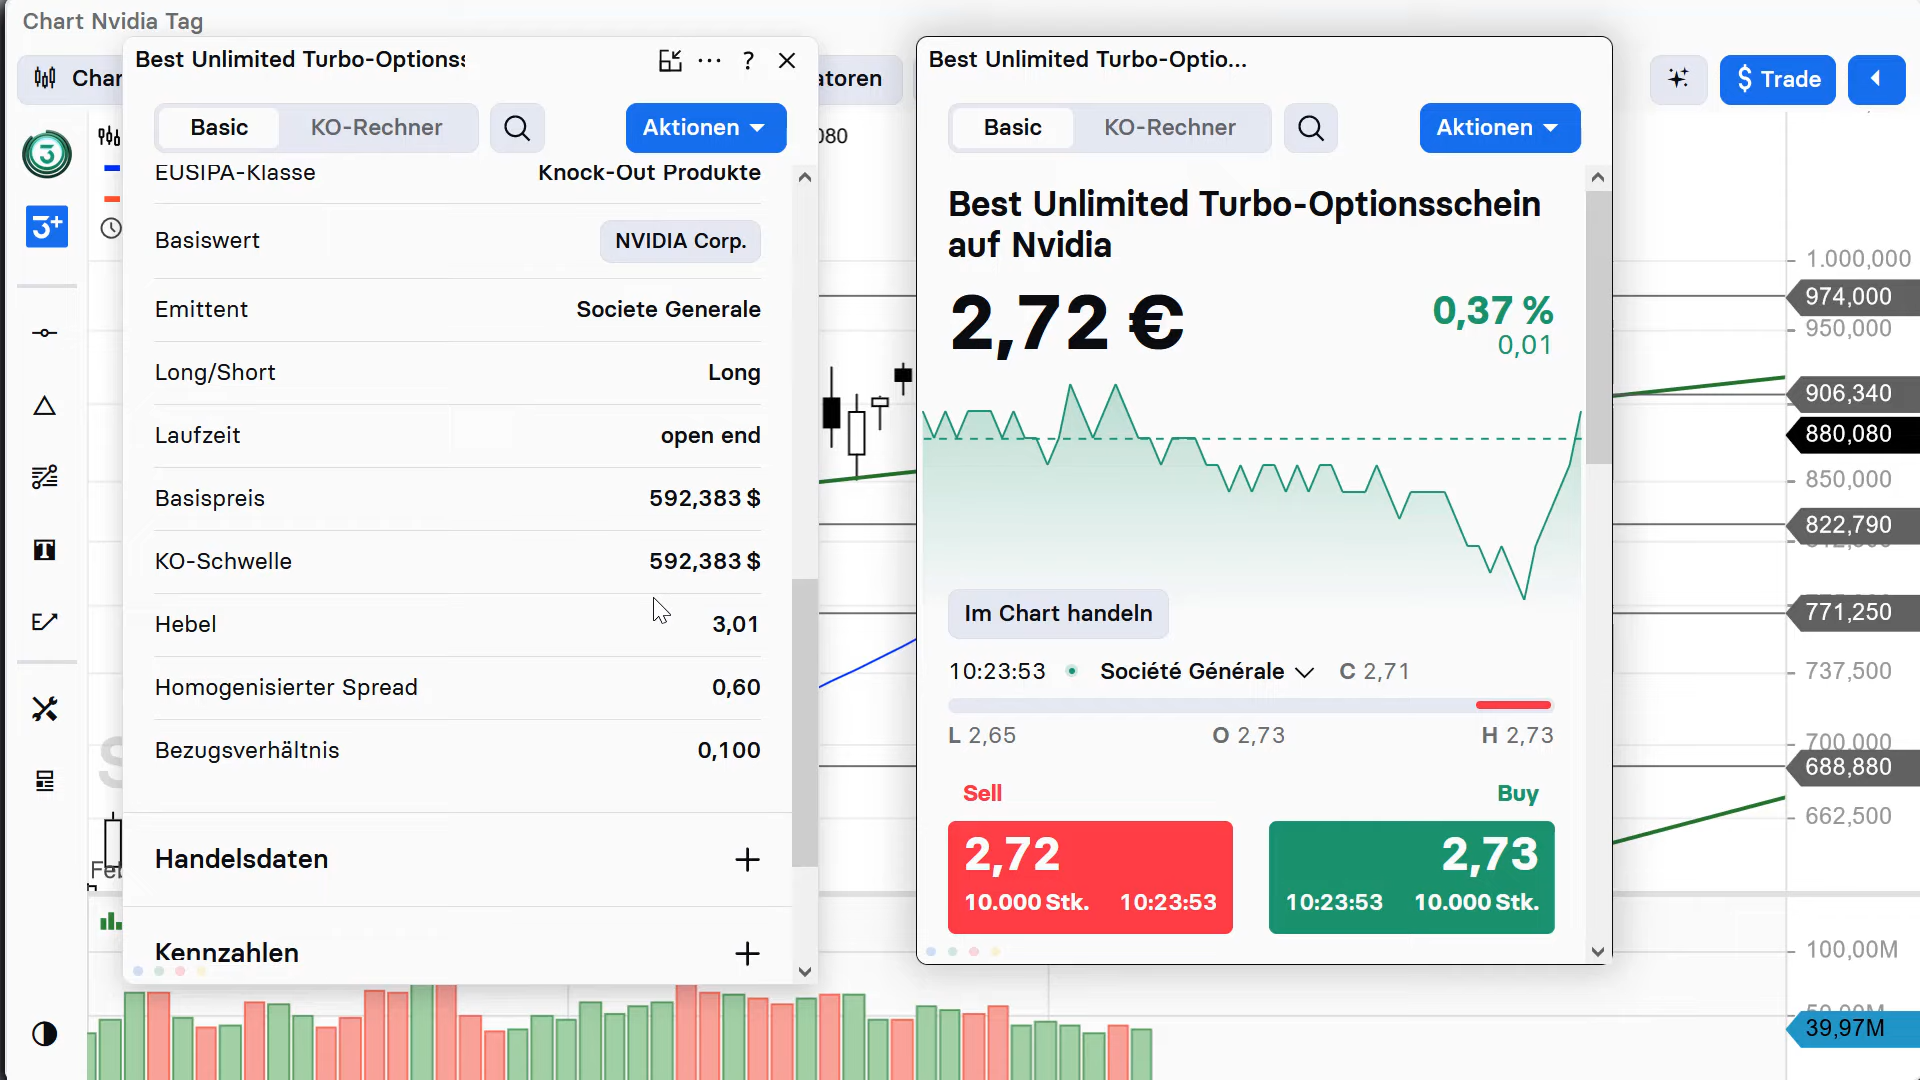 Chart Nvidia Tag
Best Unlimited Turbo-Options
?
Basic
KO-Rechner
Aktionen
EUSIPA-Klasse Knock-Out Produkte
Basiswert NVIDIA Corp.
Emittent Societe Generale
Long/Short Long
Laufzeit open end
Basispreis 592,383 $
KO-Schwelle 592,383 $
Hebel 3,01
Homogenisierter Spread 0,60
Bezugsverhältnis 0,100
Handelsdaten
Kennzahlen
Best Unlimited Turbo-Optio...
Basic
KO-Rechner
Aktionen
Best Unlimited Turbo-Optionsschein
auf Nvidia
2,72 €
0,37 %
0,01
Im Chart handeln
10:23:53 Société Générale C 2,71
L 2,65 O 2,73 H 2,73
Sell Buy
2,72
10.000 Stk. 10:23:53
2,73
10:23:53 10.000 Stk.
$ Trade
1.000,000
974,000
950,000
906,340
880,080
850,000
822,790
771,250
737,500
700,000
688,880
662,500
100,00M
39,97M
3
3+
T